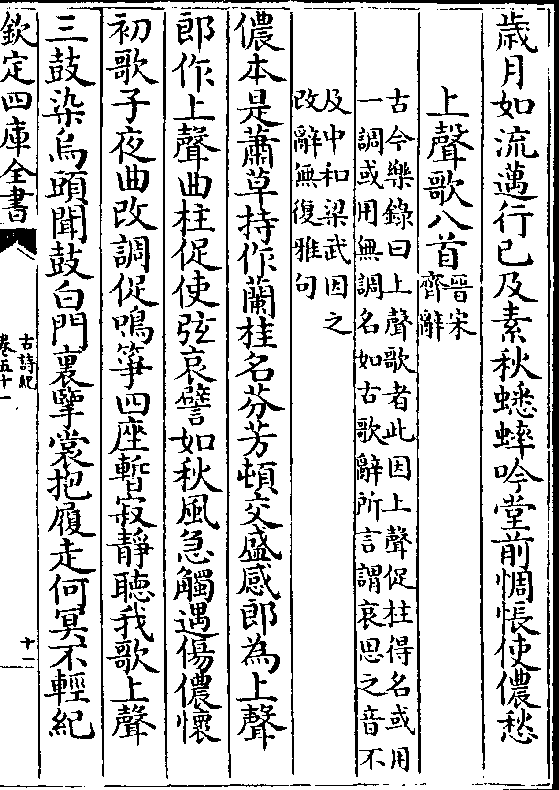 歲月如流邁行已及素秋蟋蟀吟堂前惆悵使儂愁
上聲歌八首晉宋
齊辭
古今樂錄曰上聲歌者此因上聲促柱得名或用
一調或用無調名如古歌辭所言謂哀思之音不
及中和梁武因之
改辭無復雅句
儂本是蕭草持作蘭桂名芬芳頓交盛感郎為上聲
郎作上聲曲柱促使弦哀譬如秋風急觸遇傷儂懷
初歌子夜曲改調促鳴箏四座暫寂靜聽我歌上聲
三鼓染烏頭聞鼓白門裏擥裳抱履走何冥不輕紀
欽定四庫全書
古詩紀
卷五十一
十二